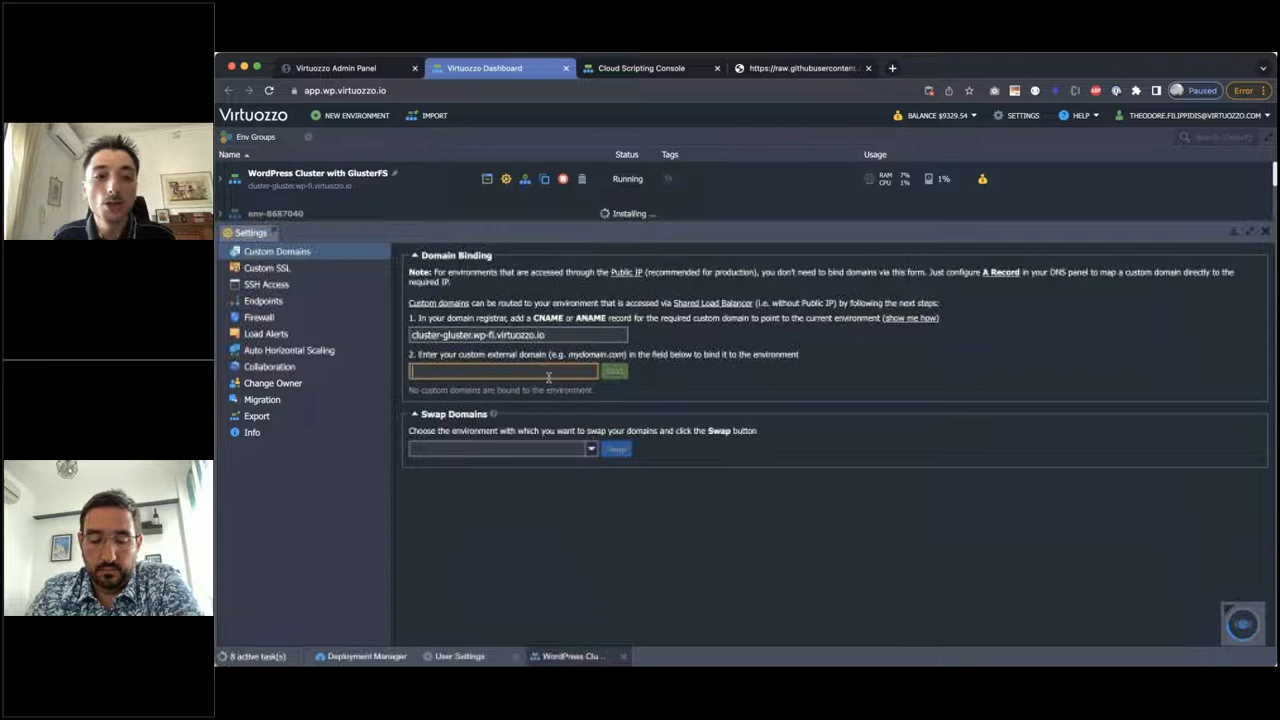 Virtuozzo Admin Panel
Virtuozzo Dashboard
Cloud Scripting Console
https://raw.githubusercontent
app.wp.virtuozzo.io
Paused
Error
Virtuozzo
NEW ENVIRONMENT
IMPORT
BALANCE $9329.54
SETTINGS
HELP
THEODORE.FILIPPIDIS@VIRTUOZZO.COM
Env Groups
Name
Status
Tags
Usage
WordPress Cluster with GlusterFS
cluster-gluster.wp-fi.virtuozzo.io
Running
RAM 7%
CPU 1%
1%
env-8687040
Installing ...
Settings
Custom Domains
Custom SSL
SSH Access
Endpoints
Firewall
Load Alerts
Auto Horizontal Scaling
Collaboration
Change Owner
Migration
Export
Info
Domain Binding
Note: For environments that are accessed through the Public IP (recommended for production), you don't need to bind domains via this form. Just configure A Record in your DNS panel to map a custom domain directly to the
required IP.
Custom domains can be routed to your environment that is accessed via Shared Load Balancer (i.e. without Public IP) by following the next steps:
1. In your domain registrar, add a CNAME or ANAME record for the required custom domain to point to the current environment (show me how)
cluster-gluster.wp-fi.virtuozzo.io
2. Enter your custom external domain (e.g. mydomain.com) in the field below to bind it to the environment
No custom domains are bound to the environment.
Swap Domains
Choose the environment with which you want to swap your domains and click the Swap button
Swap
8 active task(s)
Deployment Manager
User Settings
WordPress Clu...